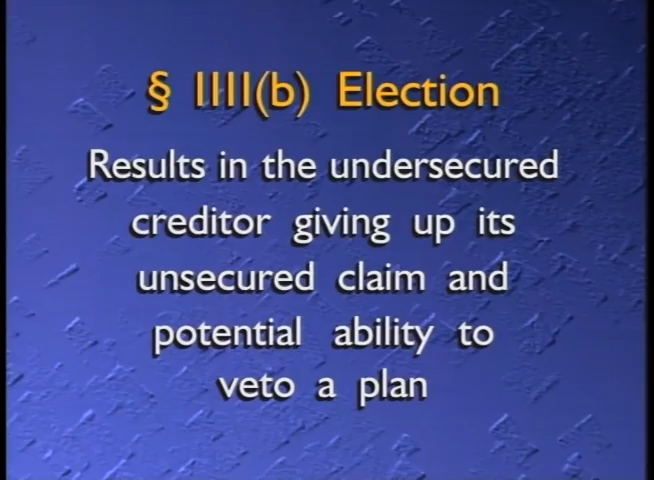 § 1111(b) Election
Results in the undersecured
creditor giving up its
unsecured claim and
potential ability to
veto a plan